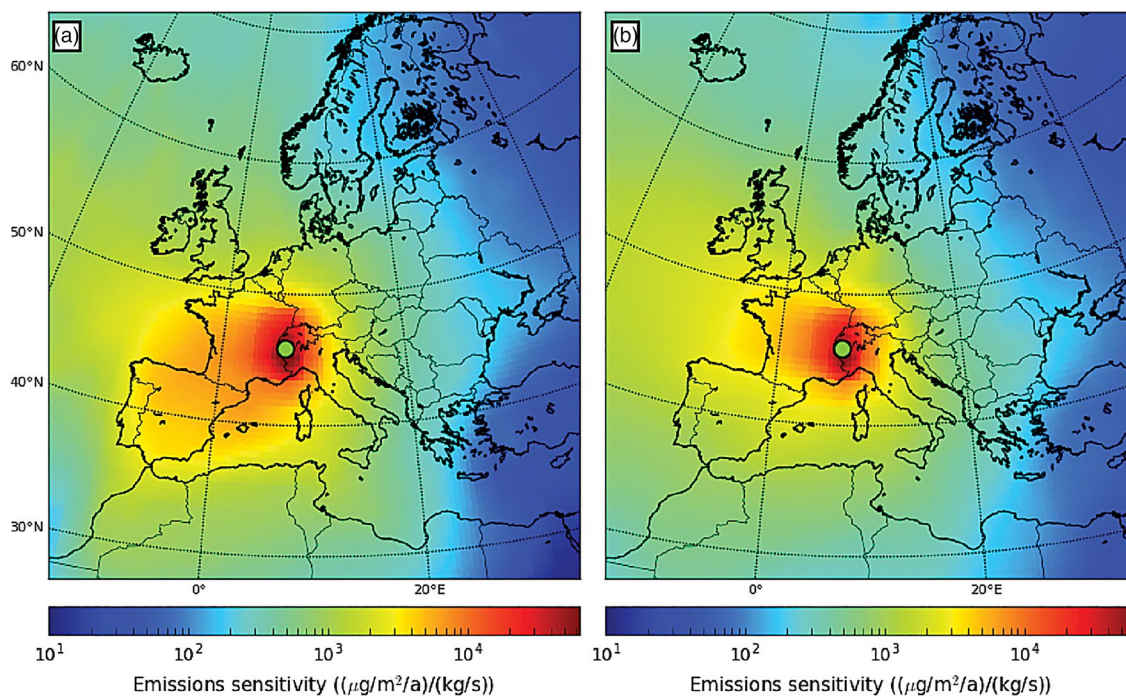 (a)
(b)
60°N
50°N
40°N
30°N
0°
20°E
0°
20°E
10¹ 10² 10³ 10⁴
10¹ 10² 10³ 10⁴
Emissions sensitivity ((μg/m²/a)/(kg/s))
Emissions sensitivity ((μg/m²/a)/(kg/s))